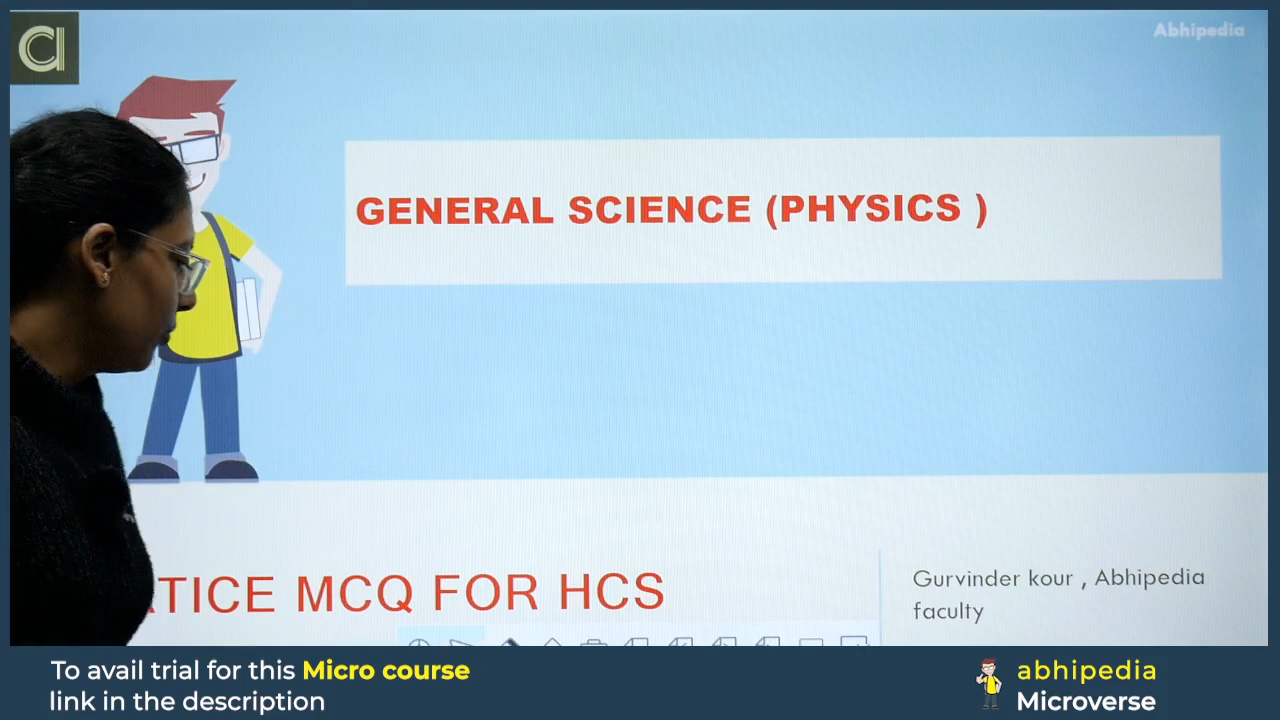 Abhipedia
GENERAL SCIENCE (PHYSICS )
TICE MCQ FOR HCS
Gurvinder kour , Abhipedia
faculty
To avail trial for this Micro course
link in the description
abhipedia
Microverse